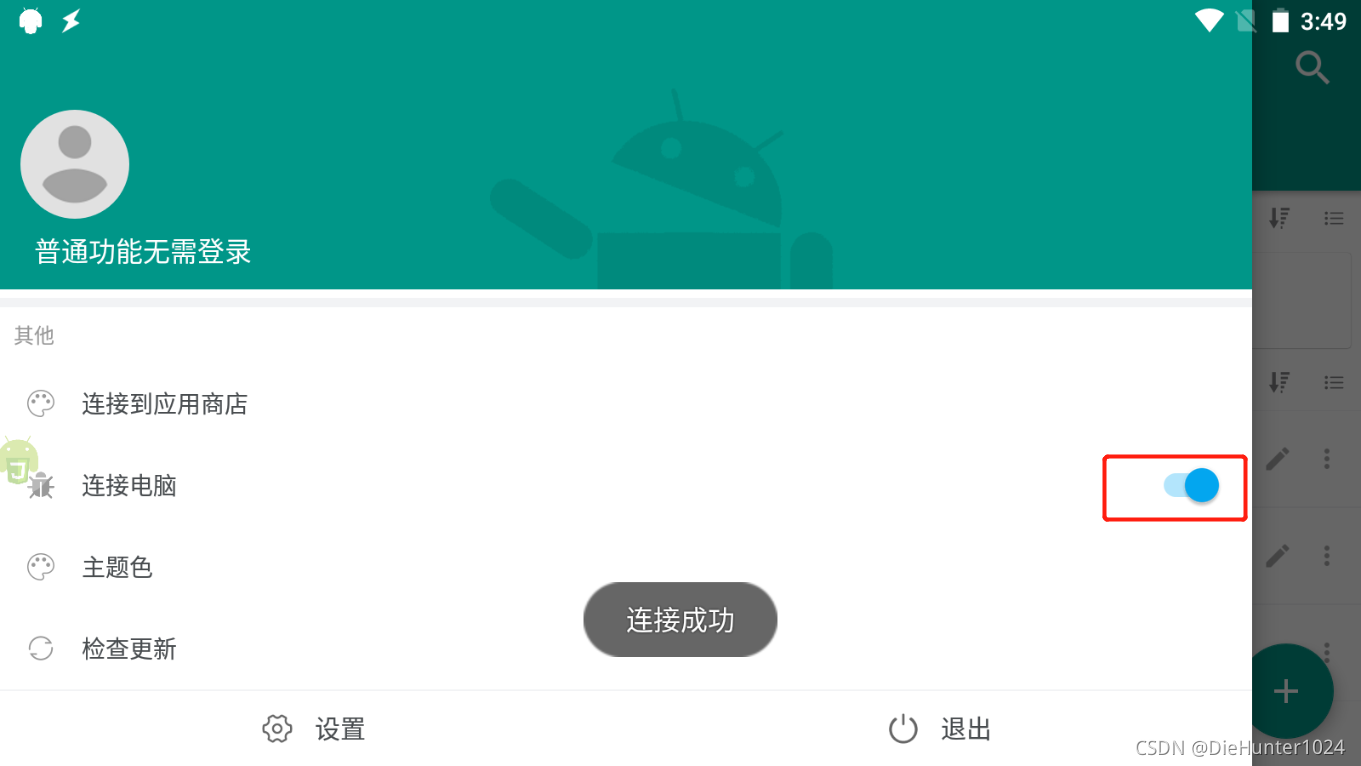 3:49
普通功能无需登录
其他
连接到应用商店
J
连接电脑
主题色
连接成功
检查更新
设置
退出
CSDN @DieHunter1024